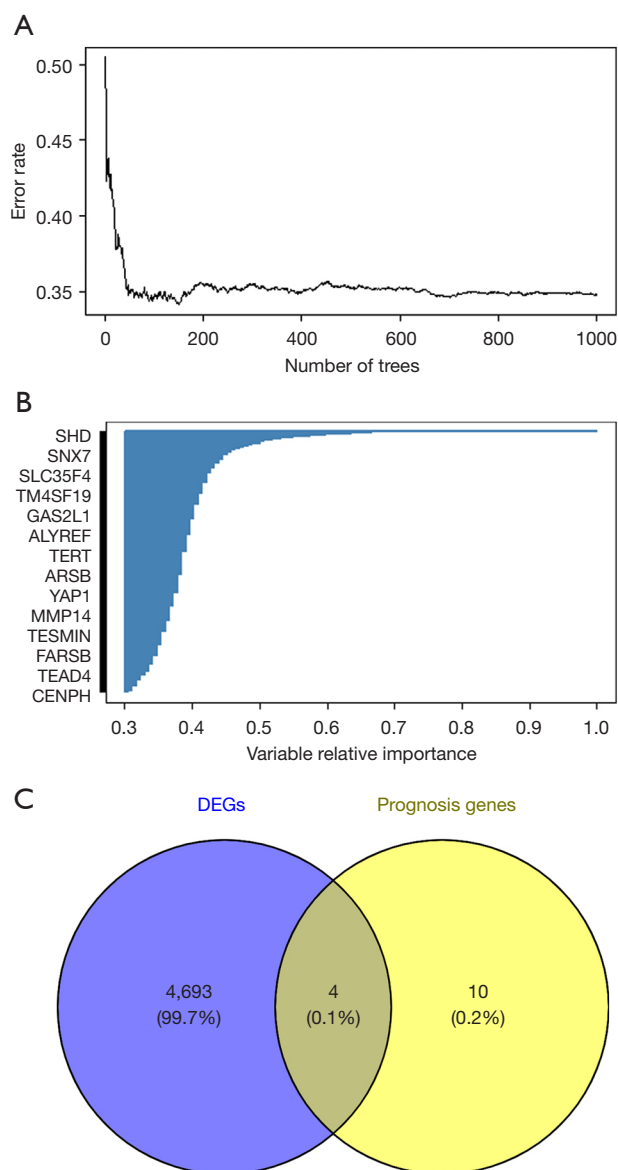 A
0.50
0.45
0.40
0.35
Error rate
0 200 400 600 800 1000
Number of trees
B
SHD
SNX7
SLC35F4
TM4SF19
GAS2L1
ALYREF
TERT
ARSB
YAP1
MMP14
TESMIN
FARSB
TEAD4
CENPH
0.3 0.4 0.5 0.6 0.7 0.8 0.9 1.0
Variable relative importance
C
DEGs Prognosis genes
4,693 4 10
(99.7%) (0.1%) (0.2%)